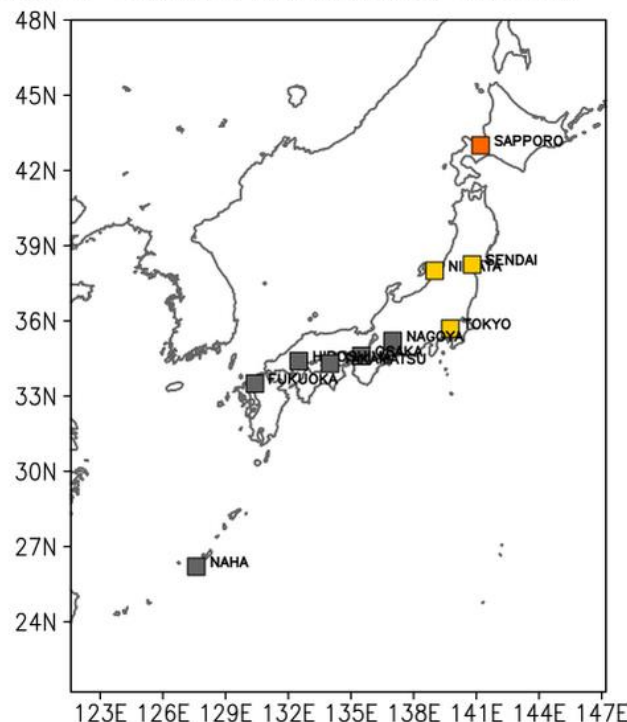 48N
45N
SAPPORO
42N
39N
SENDAI
36N
TOKYO
NAGOYA
OSAKA
FUKUOKA
33N
30N
27N
NAHA
24N
123E 126E 129E 132E 135E 138E 141E 144E 147E